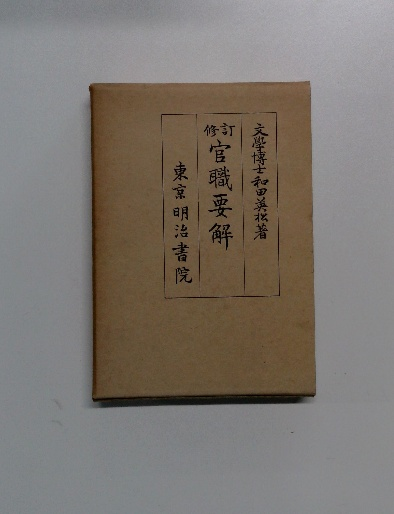 文學博士和田英松著
修訂
官職要解
東京明治書院